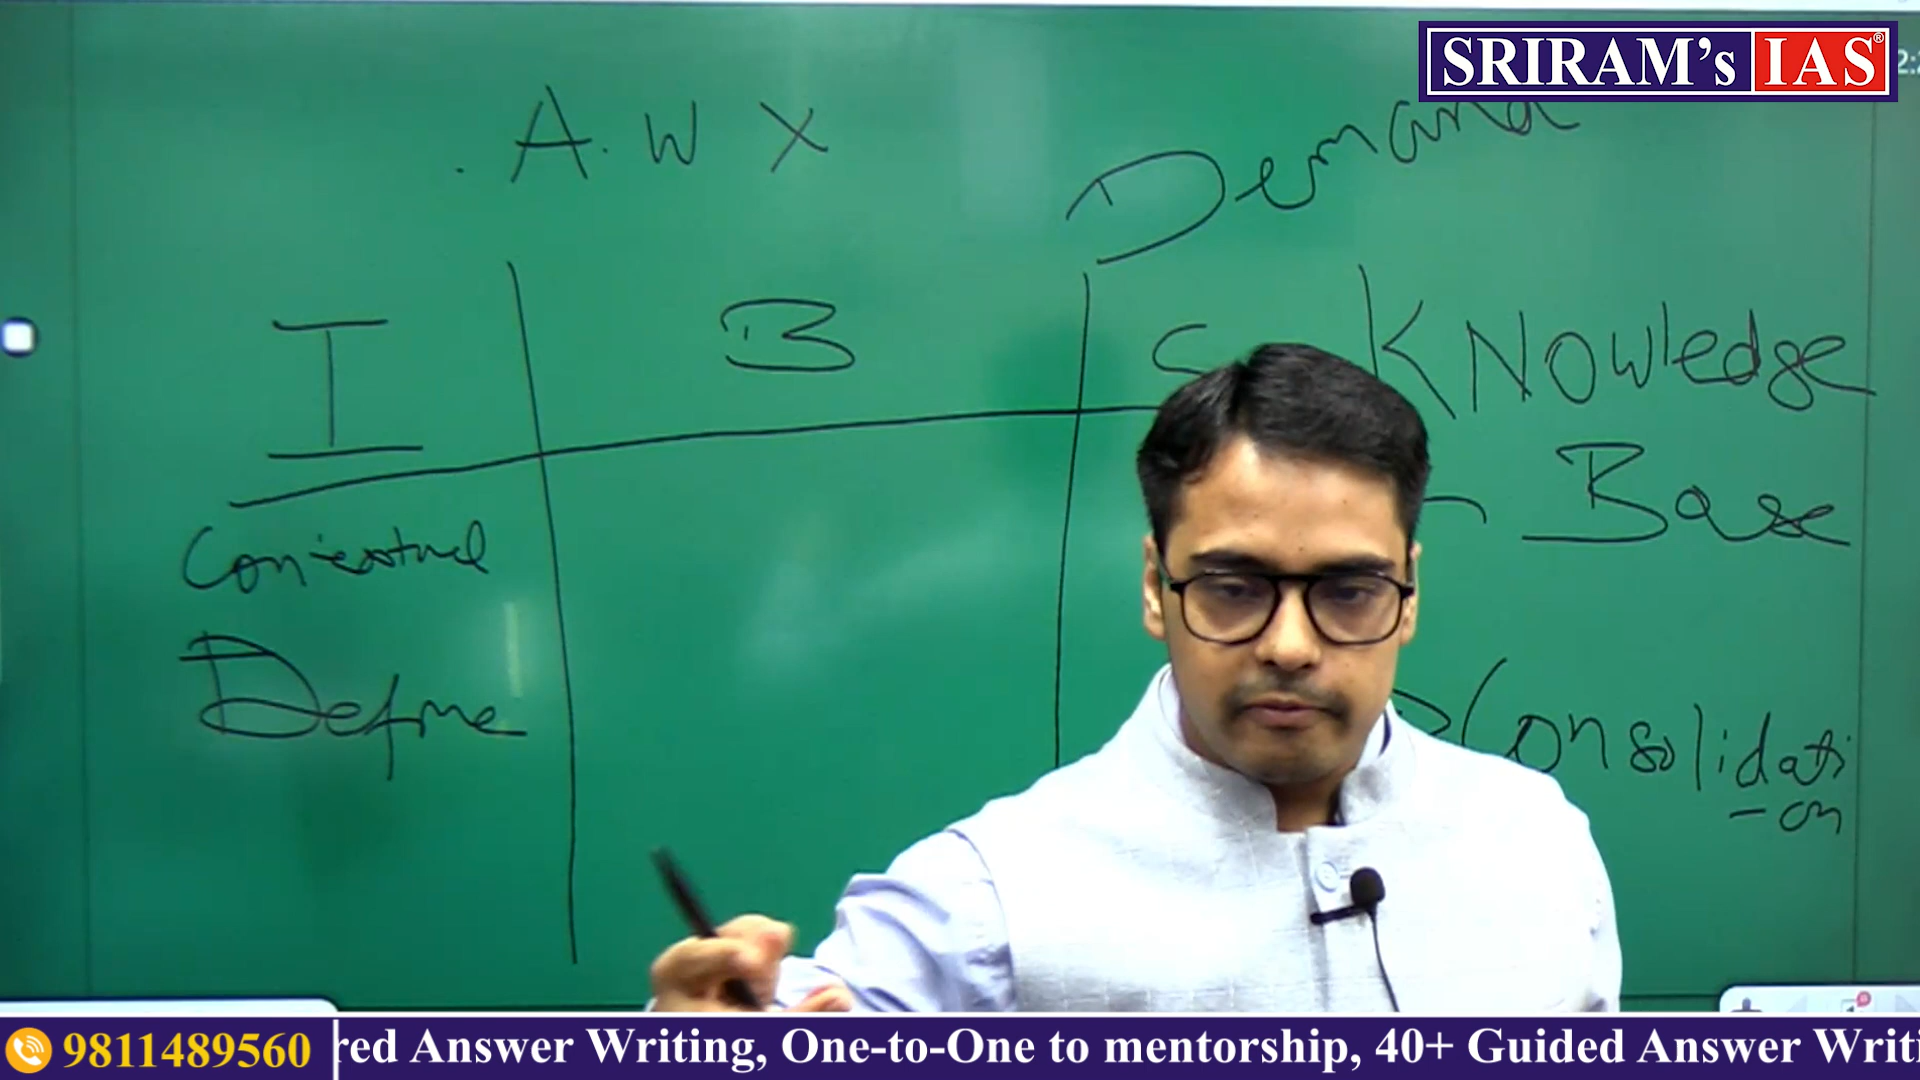 SRIRAM's IAS®
A. W X
Demand
I
B
C
KNOWLedge
Base
Contextual
Define
Consolidati
-on
9811489560
red Answer Writing, One-to-One to mentorship, 40+ Guided Answer Writi